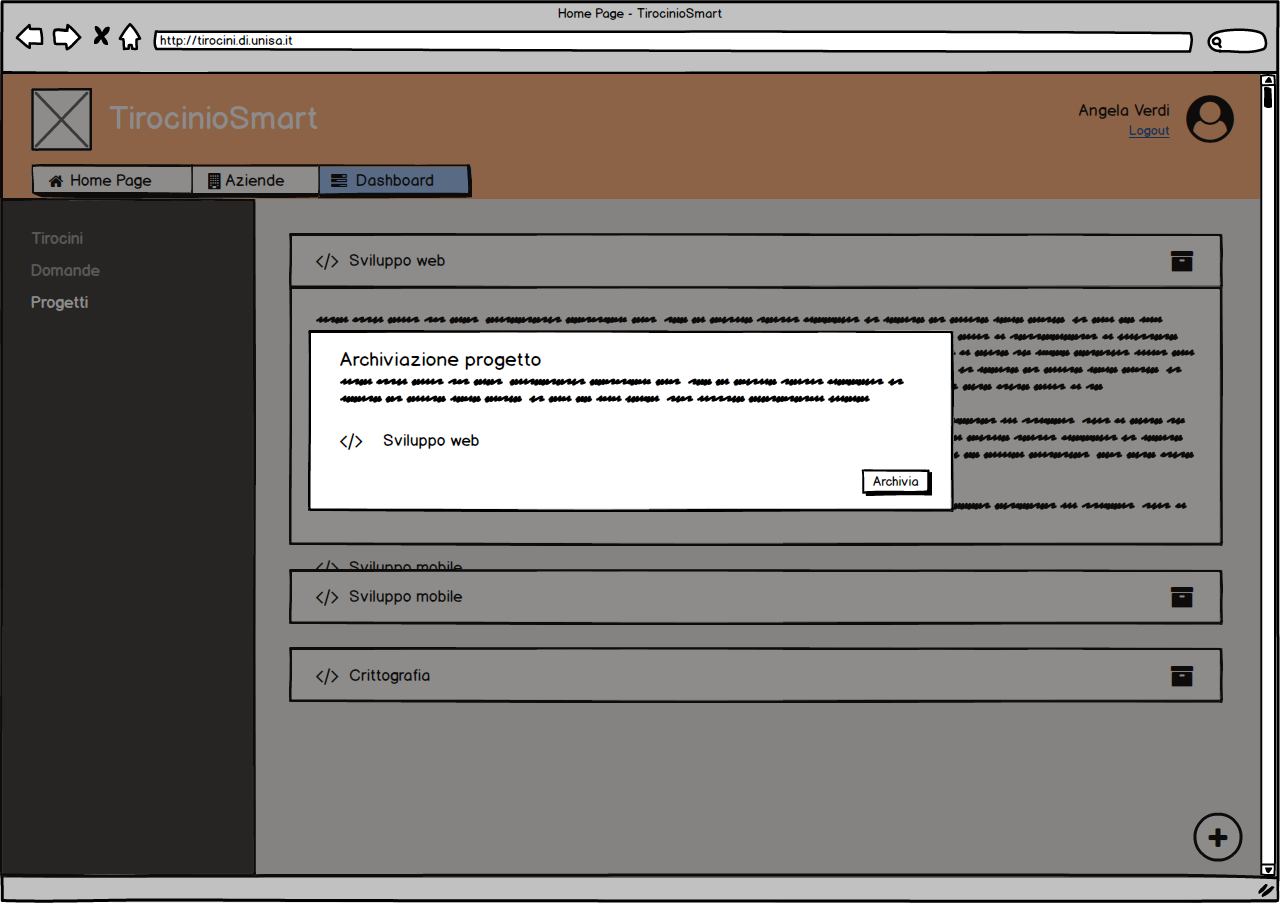 Home Page - TirocinioSmart
http://tirocini.di.unisa.it
TirocinioSmart
Angela Verdi
Logout
Home Page
Aziende
Dashboard
Tirocini
Domande
Progetti
Sviluppo web
Archiviazione progetto
Sviluppo web
Archivia
Sviluppo mobile
Sviluppo mobile
Crittografia